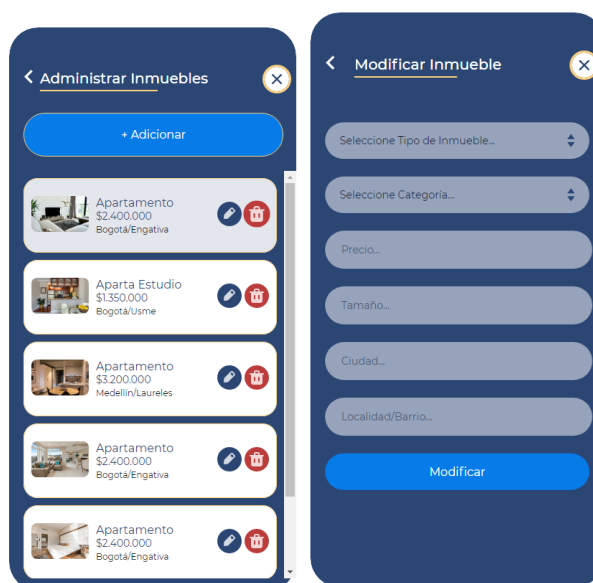 Administrar Inmuebles
+ Adicionar
Apartamento
$2.400.000
Bogotá/Engativa
Aparta Estudio
$1.350.000
Bogotá/Usme
Apartamento
$3.200.000
Medellín/Laureles
Apartamento
$2.400.000
Bogotá/Engativa
Apartamento
$2.400.000
Bogotá/Engativa
Modificar Inmueble
Seleccione Tipo de Inmueble...
Seleccione Categoría...
Precio...
Tamaño...
Ciudad...
Localidad/Barrio...
Modificar